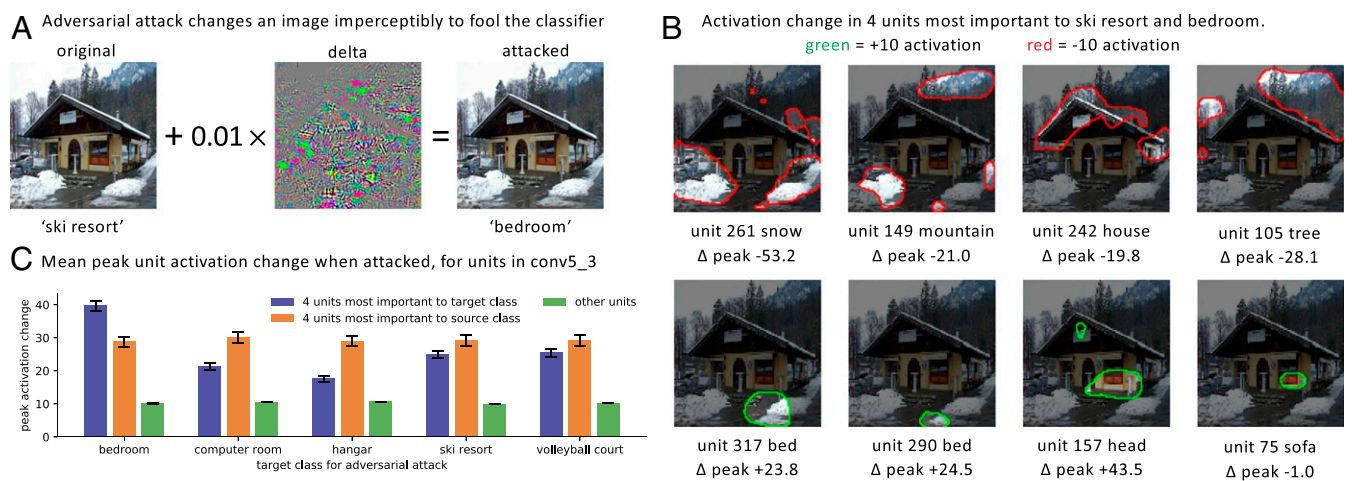 A Adversarial attack changes an image imperceptibly to fool the classifier
original
delta
attacked
+ 0.01 ×
=
'ski resort'
'bedroom'
B Activation change in 4 units most important to ski resort and bedroom.
green = +10 activation
red = -10 activation
unit 261 snow
Δ peak -53.2
unit 149 mountain
Δ peak -21.0
unit 242 house
Δ peak -19.8
unit 105 tree
Δ peak -28.1
unit 317 bed
Δ peak +23.8
unit 290 bed
Δ peak +24.5
unit 157 head
Δ peak +43.5
unit 75 sofa
Δ peak -1.0
C Mean peak unit activation change when attacked, for units in conv5_3
4 units most important to target class
4 units most important to source class
other units
peak activation change
40
30
20
10
0
bedroom
computer room
hangar
ski resort
volleyball court
target class for adversarial attack